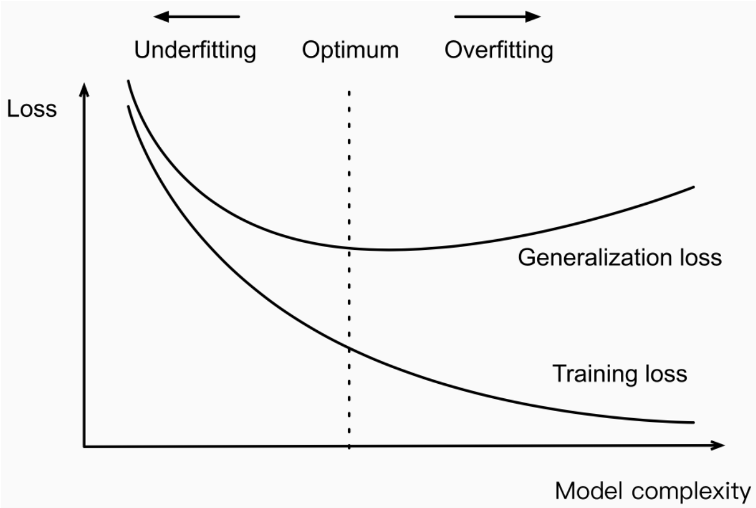 Underfitting Optimum Overfitting
Loss
Generalization loss
Training loss
Model complexity